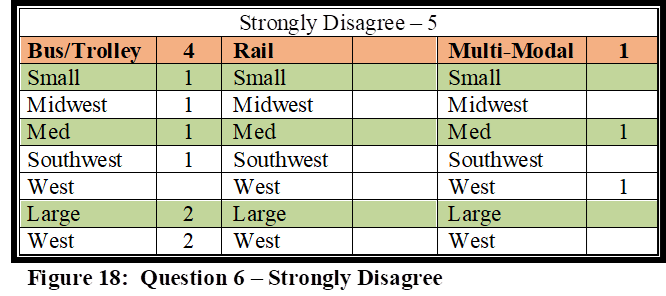 Strongly Disagree – 5
Bus/Trolley 4 Rail Multi-Modal 1
Small 1 Small Small
Midwest 1 Midwest Midwest
Med 1 Med Med 1
Southwest 1 Southwest Southwest
West West West 1
Large 2 Large Large
West 2 West West
Figure 18: Question 6 – Strongly Disagree